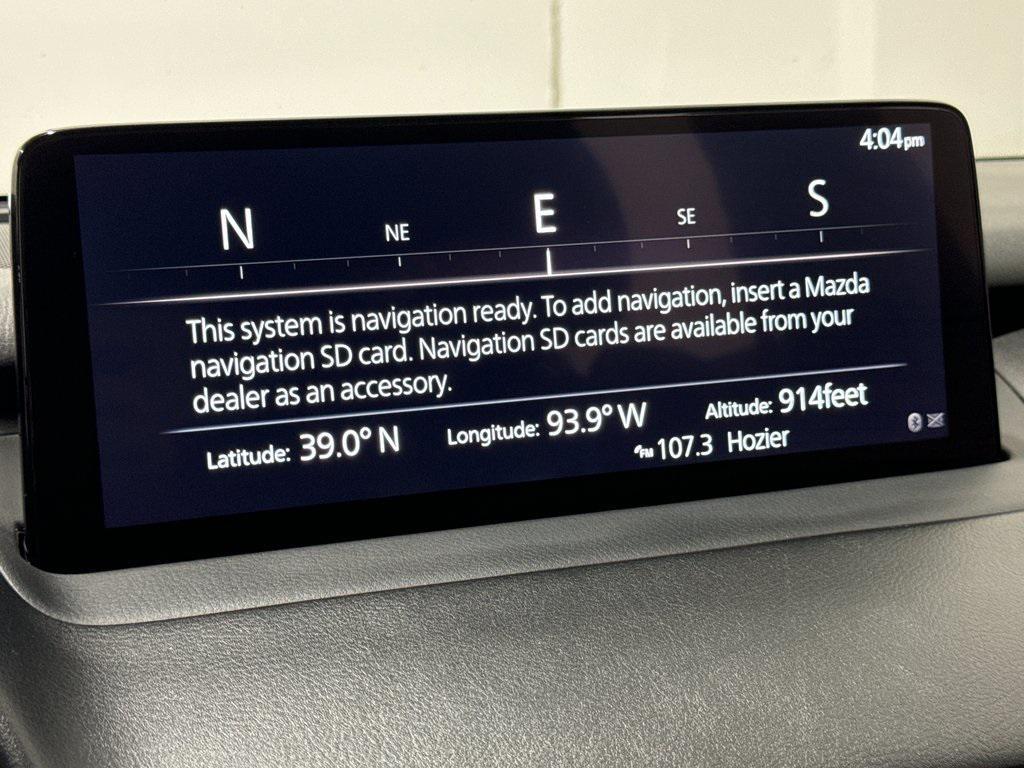 4:04pm
N NE E SE S
This system is navigation ready. To add navigation, insert a Mazda
navigation SD card. Navigation SD cards are available from your
dealer as an accessory.
Latitude: 39.0° N Longitude: 93.9° W Altitude: 914feet
FM 107.3 Hozier